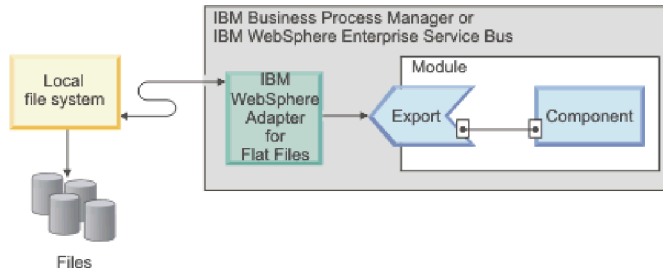 IBM Business Process Manager or
IBM WebSphere Enterprise Service Bus
Local
file system
IBM
WebSphere
Adapter
for
Flat Files
Module
Export
Component
Files